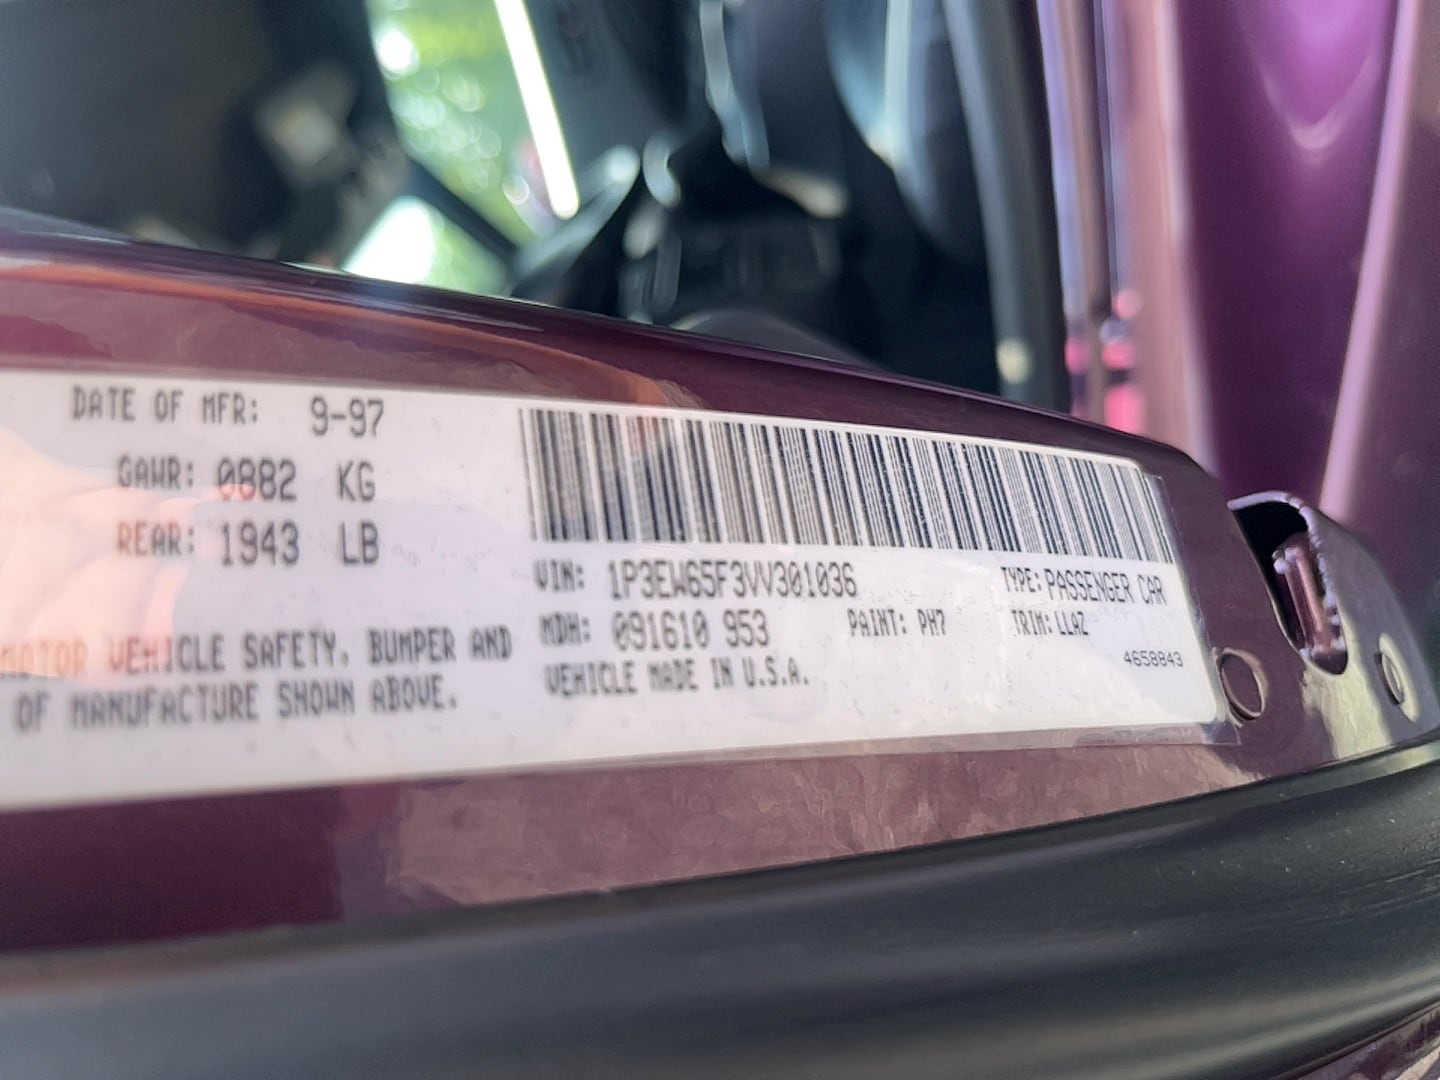 DATE OF MFR: 9-97
GAWR: 0882 KG
REAR: 1943 LB
MOTOR VEHICLE SAFETY, BUMPER AND
OF MANUFACTURE SHOWN ABOVE.
VIN: 1P3EW65F3VV301036
TYPE: PASSENGER CAR
MDH: 091610 953
PAINT: PH7
TRIM: LLAZ
VEHICLE MADE IN U.S.A.
4658843